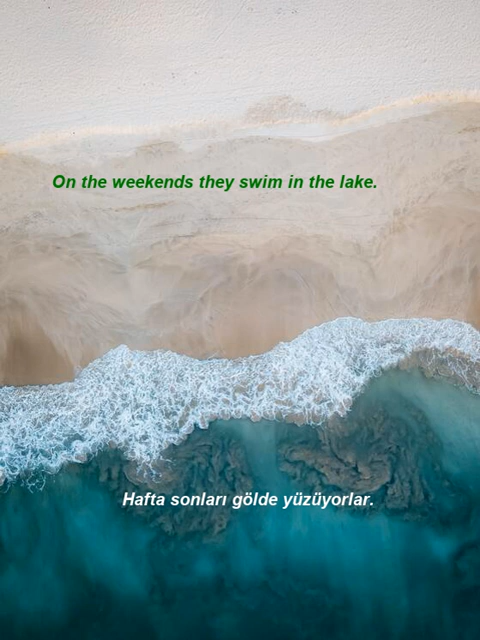 On the weekends they swim in the lake.
Hafta sonları gölde yüzüyorlar.